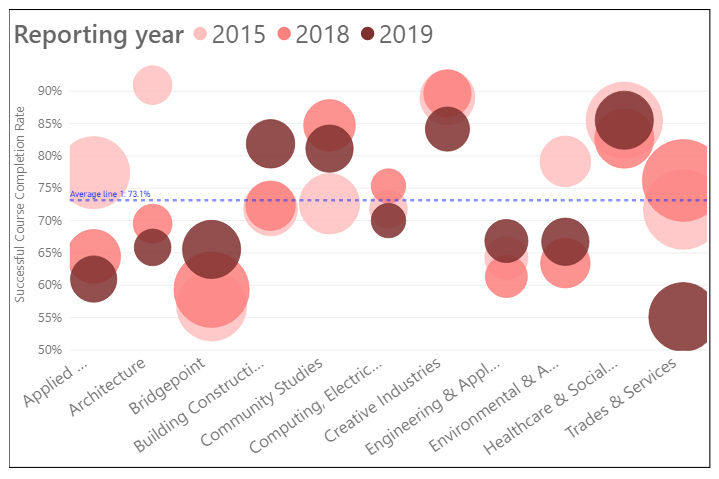 Reporting year 2015 2018 2019
Successful Course Completion Rate
90%
85%
80%
75%
Average line 1: 73.1%
70%
65%
60%
55%
50%
Applied ...
Architecture
Bridgepoint
Building Constructi...
Community Studies
Computing, Electric...
Creative Industries
Engineering & Appl...
Environmental & A...
Healthcare & Social...
Trades & Services